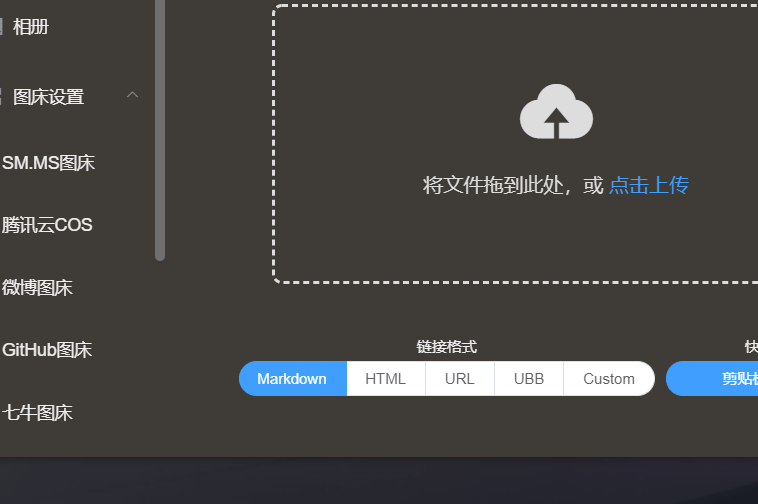 相册
图床设置
SM.MS图床
腾讯云COS
微博图床
GitHub图床
七牛图床
将文件拖到此处，或 点击上传
链接格式
Markdown HTML URL UBB Custom
快
剪贴板